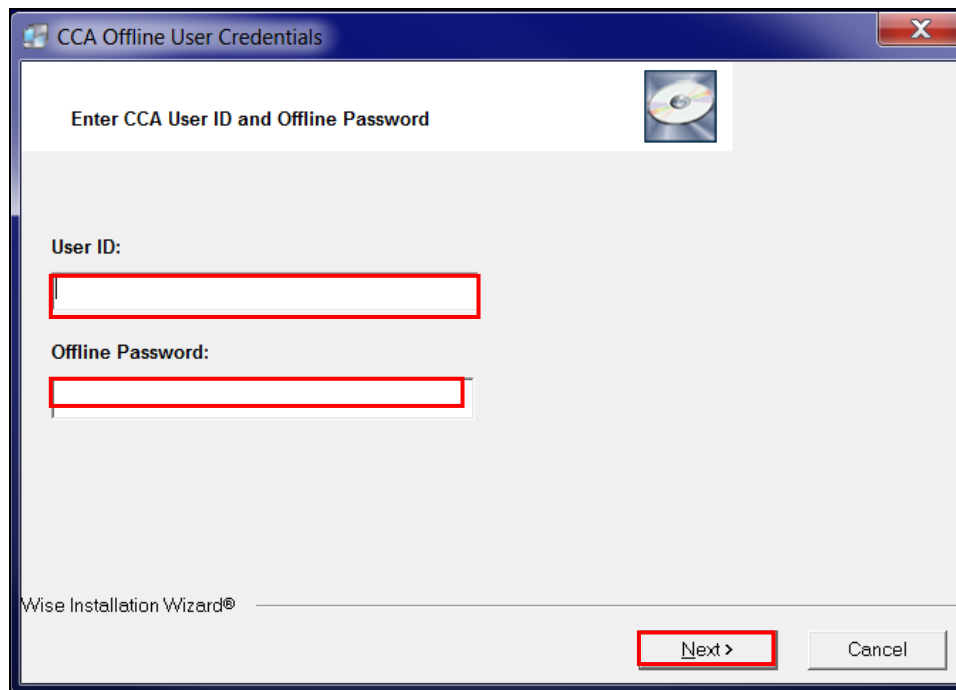 CCA Offline User Credentials
Enter CCA User ID and Offline Password
User ID:
Offline Password:
Wise Installation Wizard®
Next >
Cancel